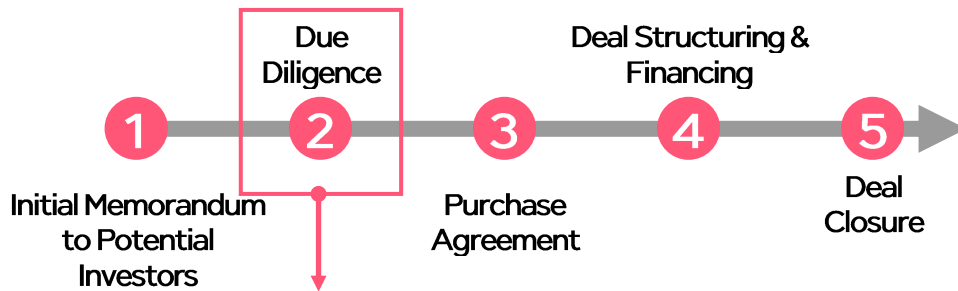 Due
Diligence
Deal Structuring &
Financing
1
2
3
4
5
Initial Memorandum
to Potential
Investors
Purchase
Agreement
Deal
Closure